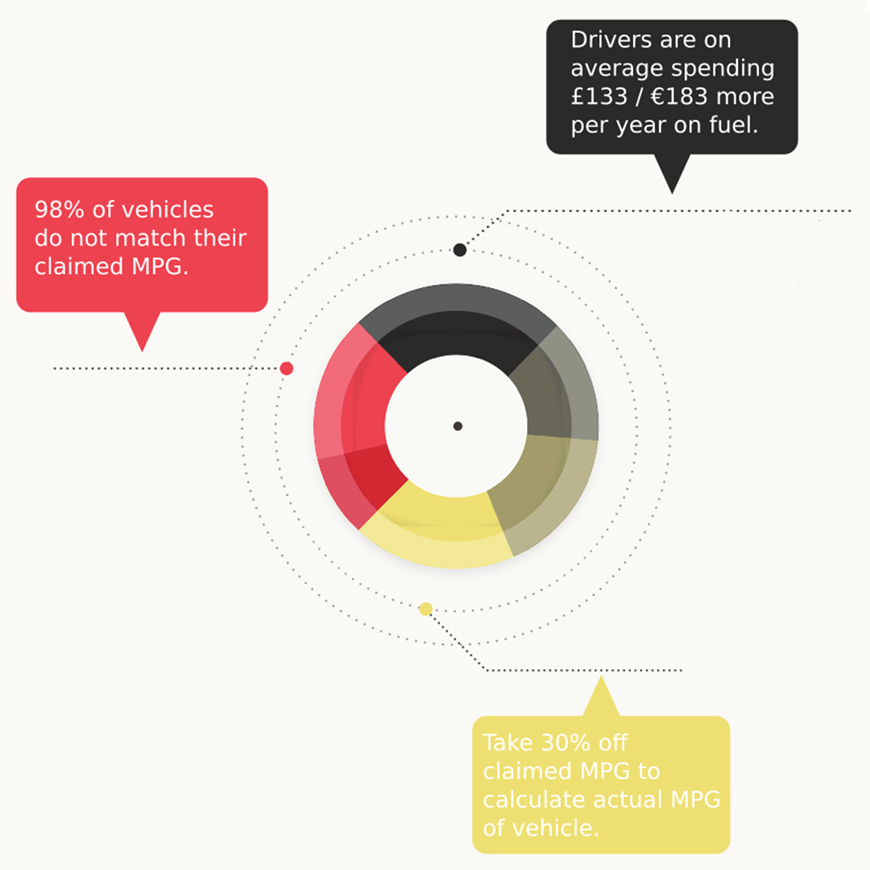 Drivers are on
average spending
£133 / €183 more
per year on fuel.
98% of vehicles
do not match their
claimed MPG.
Take 30% off
claimed MPG to
calculate actual MPG
of vehicle.